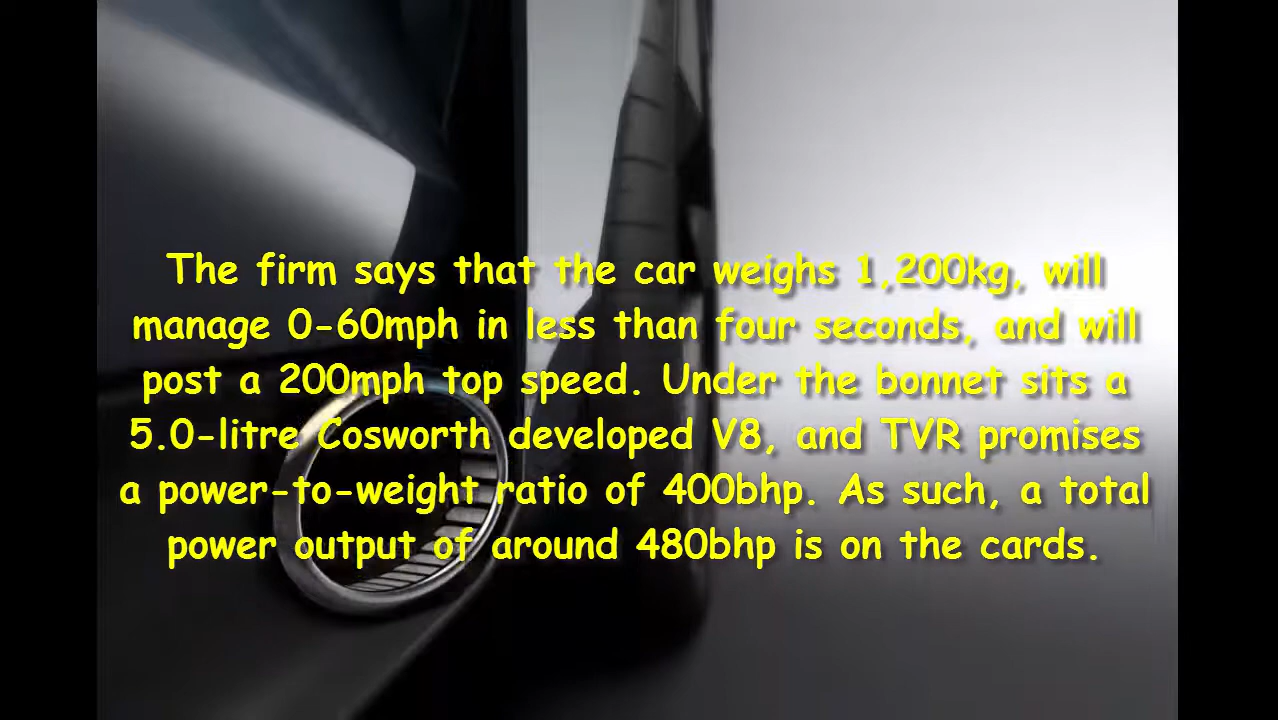 The firm says that the car weighs 1,200kg, will
manage 0-60mph in less than four seconds, and will
post a 200mph top speed. Under the bonnet sits a
5.0-litre Cosworth developed V8, and TVR promises
a power-to-weight ratio of 400bhp. As such, a total
power output of around 480bhp is on the cards.